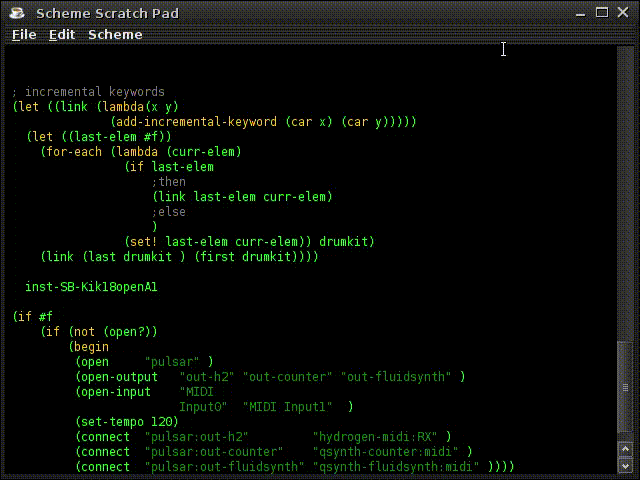 Scheme Scratch Pad
File Edit Scheme
; incremental keywords
(let ((link (lambda(x y)
(add-incremental-keyword (car x) (car y)))))
(let ((last-elem #f))
(for-each (lambda (curr-elem)
(if last-elem
;then
(link last-elem curr-elem)
;else
)
(set! last-elem curr-elem)) drumkit)
(link (last drumkit ) (first drumkit))))
inst-SB-Kik18openA1
(if #f
(if (not (open?))
(begin
(open "pulsar" )
(open-output "out-h2" "out-counter" "out-fluidsynth" )
(open-input "MIDI
Input0" "MIDI Input1" )
(set-tempo 120)
(connect "pulsar:out-h2" "hydrogen-midi:RX" )
(connect "pulsar:out-counter" "qsynth-counter:midi" )
(connect "pulsar:out-fluidsynth" "qsynth-fluidsynth:midi" ))))